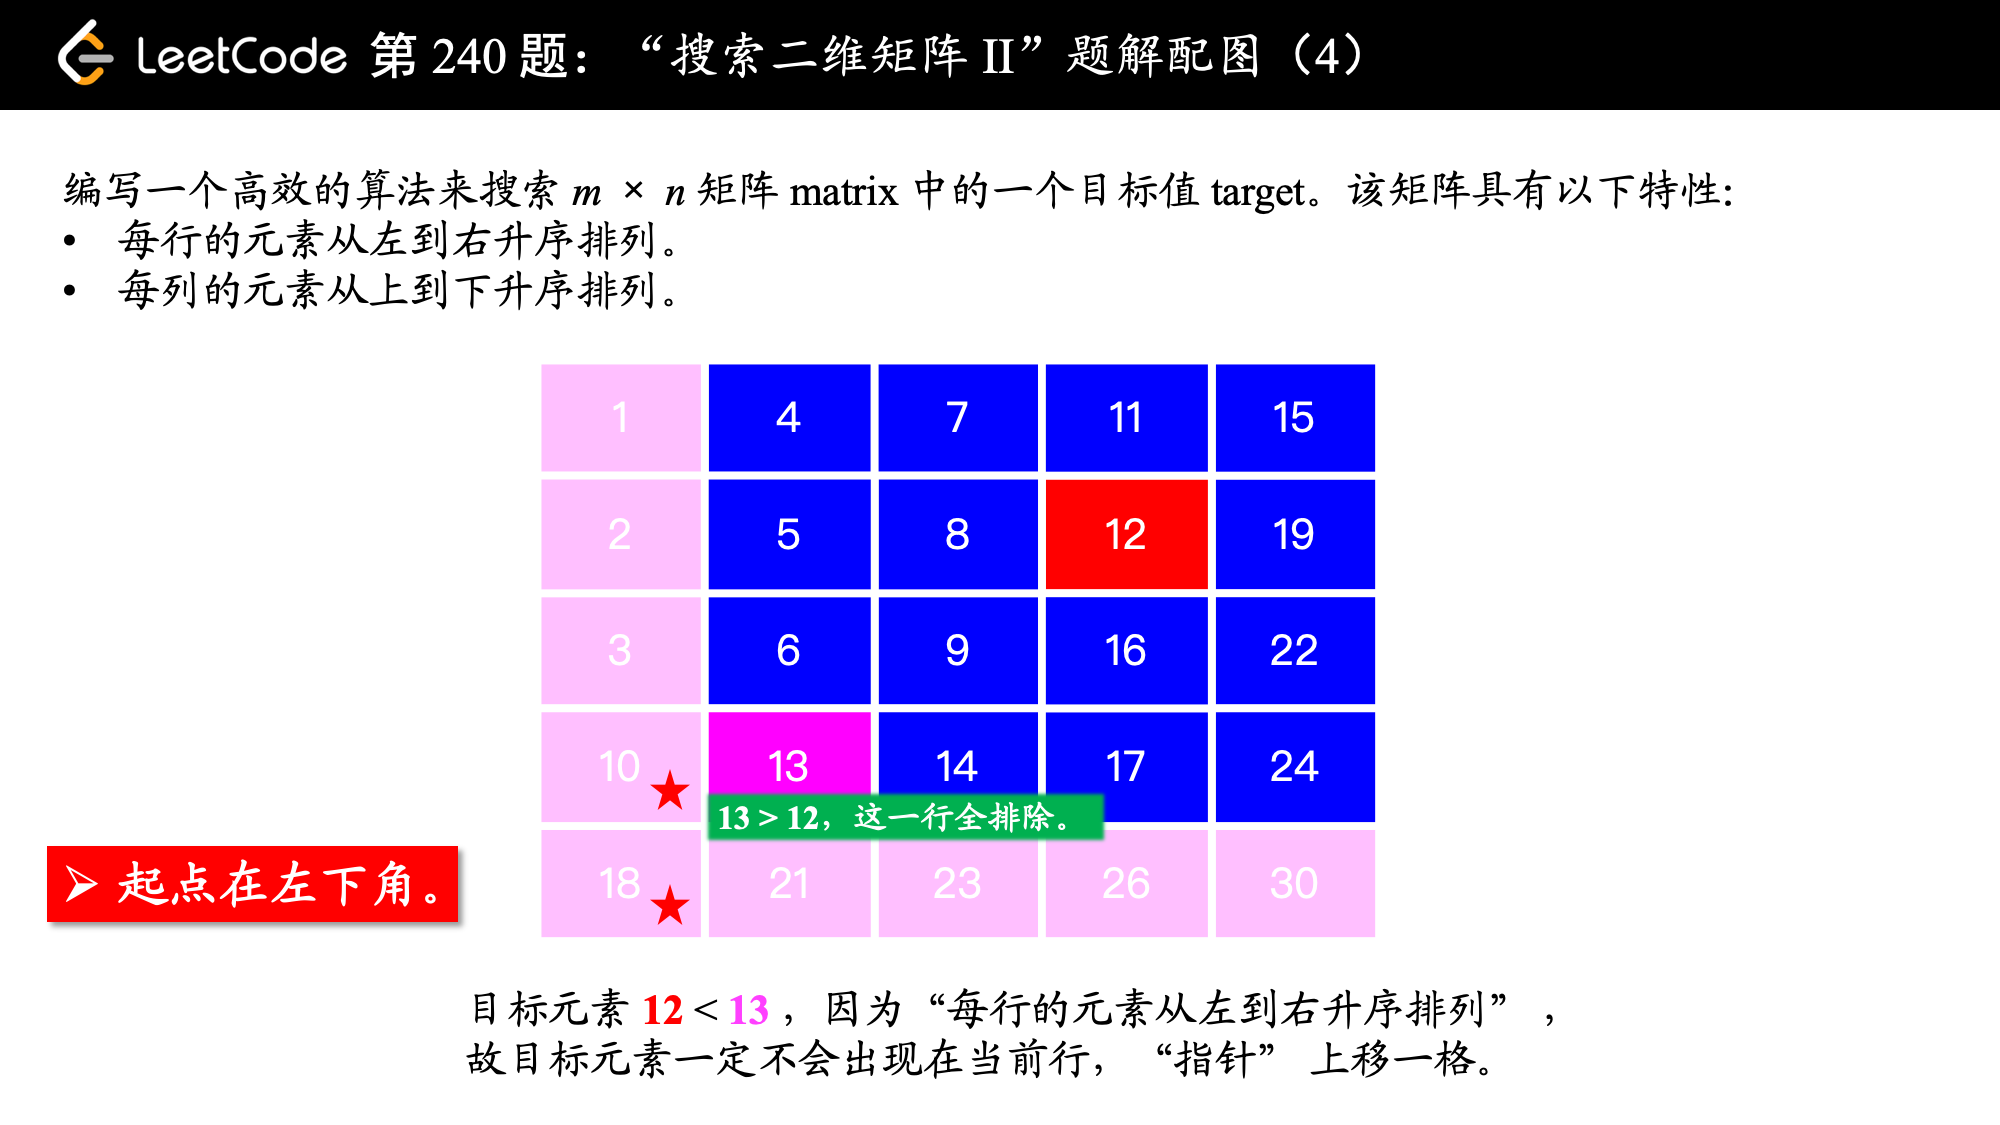 LeetCode 第 240 题：“搜索二维矩阵 II”题解配图（4）
编写一个高效的算法来搜索 m × n 矩阵 matrix 中的一个目标值 target。该矩阵具有以下特性:
• 每行的元素从左到右升序排列。
• 每列的元素从上到下升序排列。
1 4 7 11 15
2 5 8 12 19
3 6 9 16 22
10 ★ 13 14 17 24
13 > 12，这一行全排除。
18 ★ 21 23 26 30
➢ 起点在左下角。
目标元素 12 < 13 ，因为“每行的元素从左到右升序排列” ，
故目标元素一定不会出现在当前行，“指针” 上移一格。